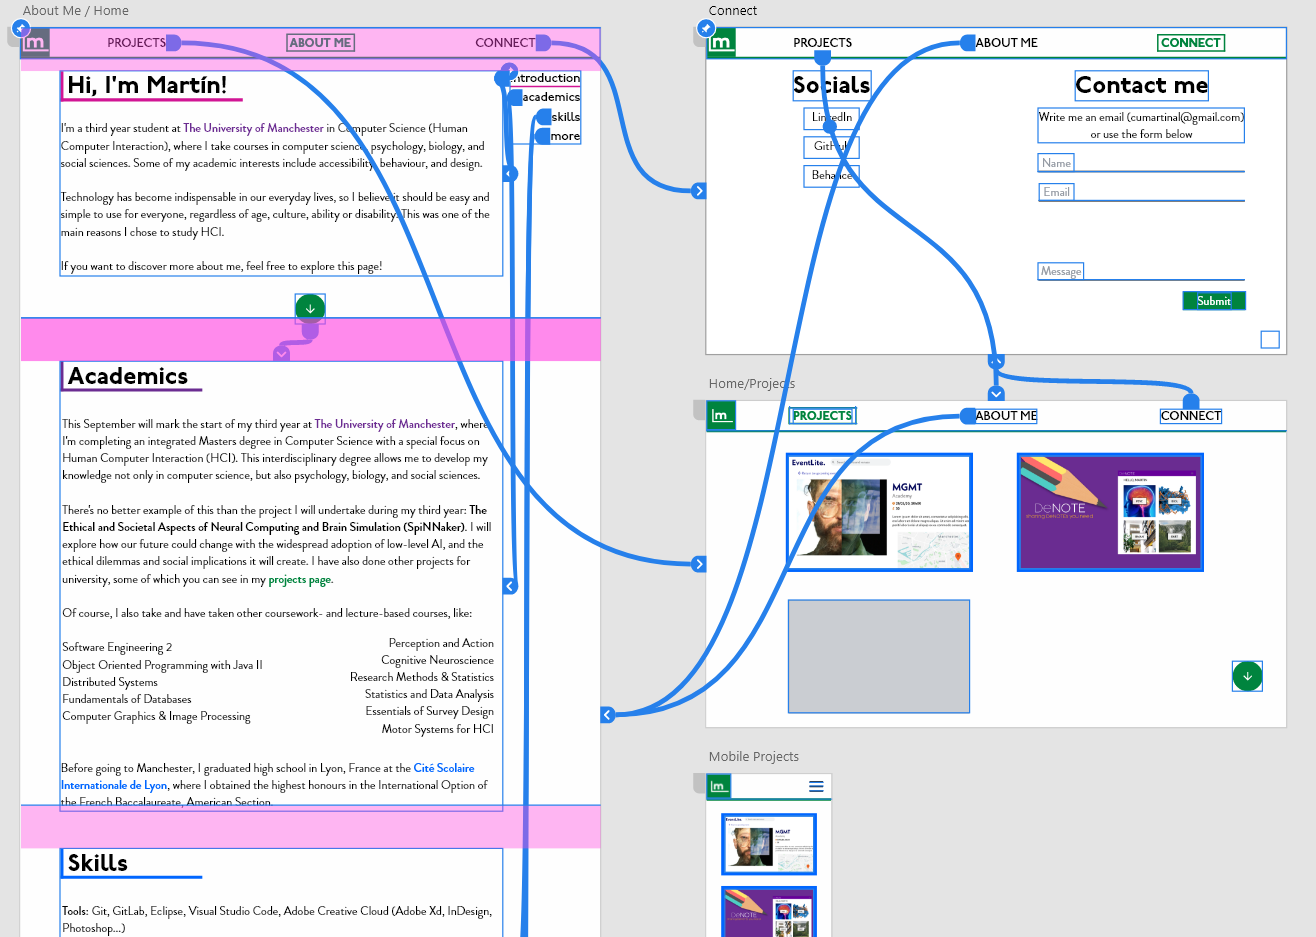 About Me / Home
m
PROJECTS
ABOUT ME
CONNECT
Hi, I'm Martín!
introduction
academics
skills
more
I'm a third year student at The University of Manchester in Computer Science (Human
Computer Interaction), where I take courses in computer science, psychology, biology, and
social sciences. Some of my academic interests include accessibility, behaviour, and design.
Technology has become indispensable in our everyday lives, so I believe it should be easy and
simple to use for everyone, regardless of age, culture, ability or disability. This was one of the
main reasons I chose to study HCI.
If you want to discover more about me, feel free to explore this page!
Academics
This September will mark the start of my third year at The University of Manchester, where
I'm completing an integrated Masters degree in Computer Science with a special focus on
Human Computer Interaction (HCI). This interdisciplinary degree allows me to develop my
knowledge not only in computer science, but also psychology, biology, and social sciences.
There's no better example of this than the project I will undertake during my third year: The
Ethical and Societal Aspects of Neural Computing and Brain Simulation (SpiNNaker). I will
explore how our future could change with the widespread adoption of low-level AI, and the
ethical dilemmas and social implications it will create. I have also done other projects for
university, some of which you can see in my projects page.
Of course, I also take and have taken other coursework- and lecture-based courses, like:
Software Engineering 2
Object Oriented Programming with Java II
Distributed Systems
Fundamentals of Databases
Computer Graphics & Image Processing
Perception and Action
Cognitive Neuroscience
Research Methods & Statistics
Statistics and Data Analysis
Essentials of Survey Design
Motor Systems for HCI
Before going to Manchester, I graduated high school in Lyon, France at the Cité Scolaire
Internationale de Lyon, where I obtained the highest honours in the International Option of
the French Baccalaureate, American Section.
Skills
Tools: Git, GitLab, Eclipse, Visual Studio Code, Adobe Creative Cloud (Adobe Xd, InDesign,
Photoshop...)
Connect
m
PROJECTS
ABOUT ME
CONNECT
Socials
LinkedIn
GitHub
Behance
Contact me
Write me an email (cumartinal@gmail.com)
or use the form below
Name
Email
Message
Submit
Home/Projects
m
PROJECTS
ABOUT ME
CONNECT
EventLite.
MGMT
Academy
DeNOTE
Mobile Projects
m
EventLite.
MGMT
DeNOTE